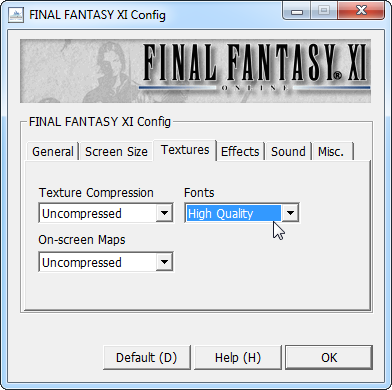 FINAL FANTASY XI Config
FINAL FANTASY® XI
ONLINE
FINAL FANTASY XI Config
General Screen Size Textures Effects Sound Misc.
Texture Compression Fonts
Uncompressed High Quality
On-screen Maps
Uncompressed
Default (D) Help (H) OK